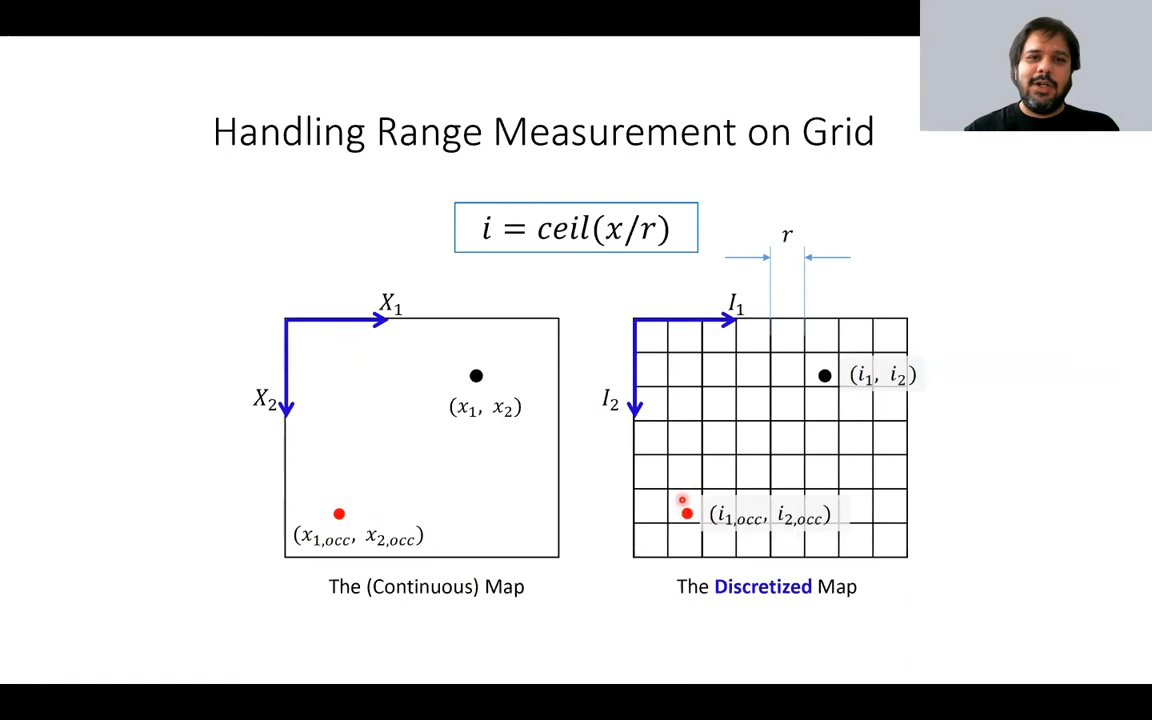 Handling Range Measurement on Grid
i = ceil(x/r)
r
X₁
I₁
X₂
I₂
(x₁, x₂)
(i₁, i₂)
(x₁,occ, x₂,occ)
(i₁,occ, i₂,occ)
The (Continuous) Map
The Discretized Map